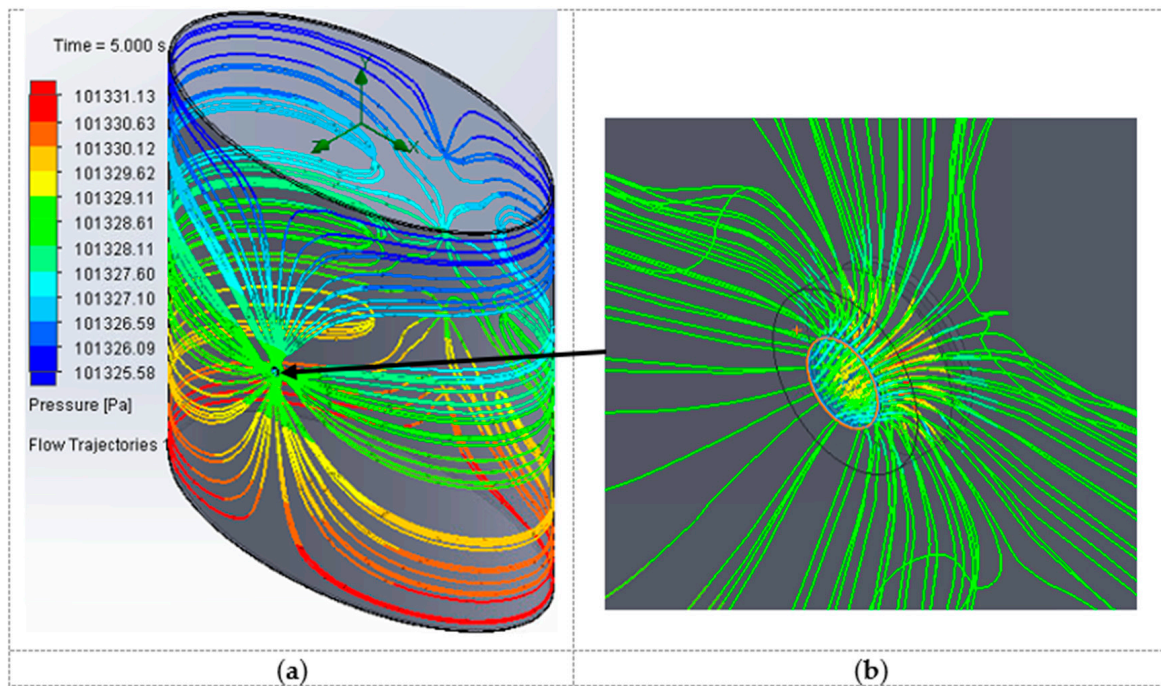 Time = 5.000 s
101331.13
101330.63
101330.12
101329.62
101329.11
101328.61
101328.11
101327.60
101327.10
101326.59
101326.09
101325.58
Pressure [Pa]
Flow Trajectories 1
Y
Z
X
(a)
(b)